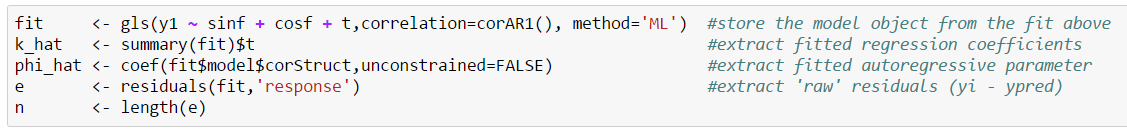 fit     <- gls(y1 ~ sinf + cosf + t,correlation=corAR1(), method='ML')  #store the model object from the fit above
k_hat   <- summary(fit)$t                                               #extract fitted regression coefficients
phi_hat <- coef(fit$model$corStruct,unconstrained=FALSE)                #extract fitted autoregressive parameter
e       <- residuals(fit,'response')                                    #extract 'raw' residuals (yi - ypred)
n       <- length(e)